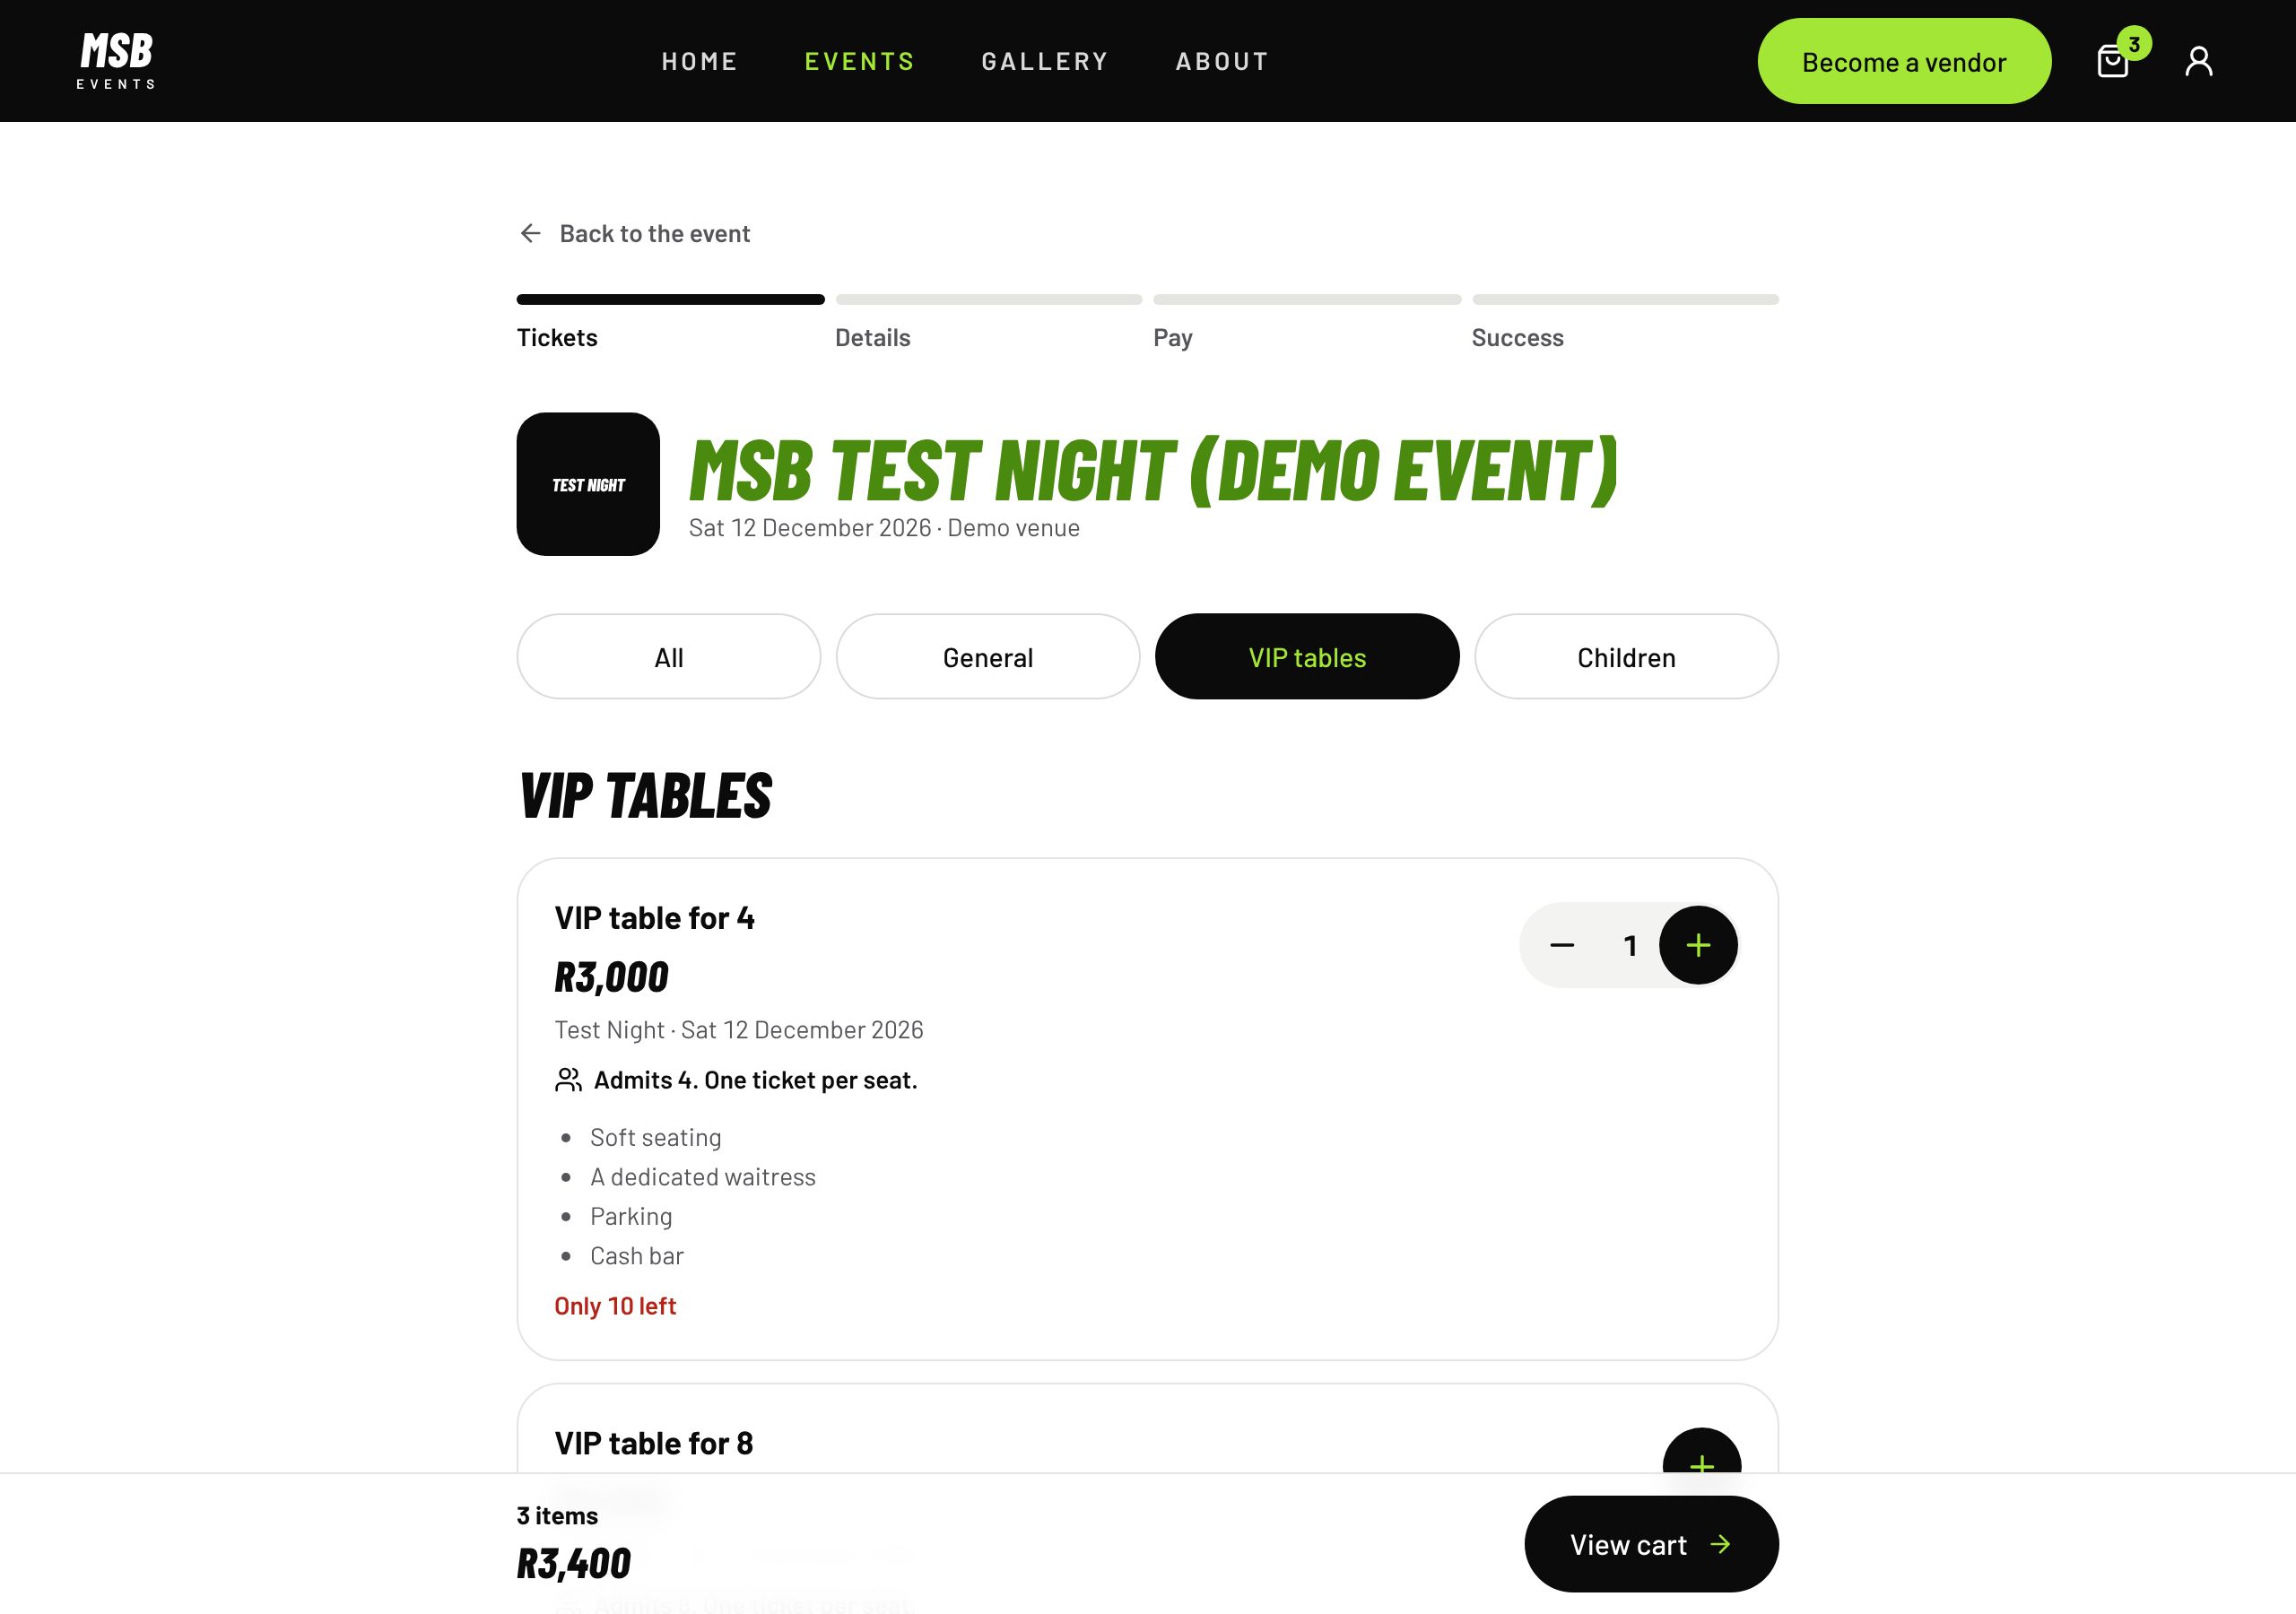 MSB
EVENTS
HOME
EVENTS
GALLERY
ABOUT
Become a vendor
3
Back to the event
Tickets
Details
Pay
Success
TEST NIGHT
MSB TEST NIGHT (DEMO EVENT)
Sat 12 December 2026 · Demo venue
All
General
VIP tables
Children
VIP TABLES
VIP table for 4
1
R3,000
Test Night · Sat 12 December 2026
Admits 4. One ticket per seat.
Soft seating
A dedicated waitress
Parking
Cash bar
Only 10 left
VIP table for 8
3 items
R3,400
View cart